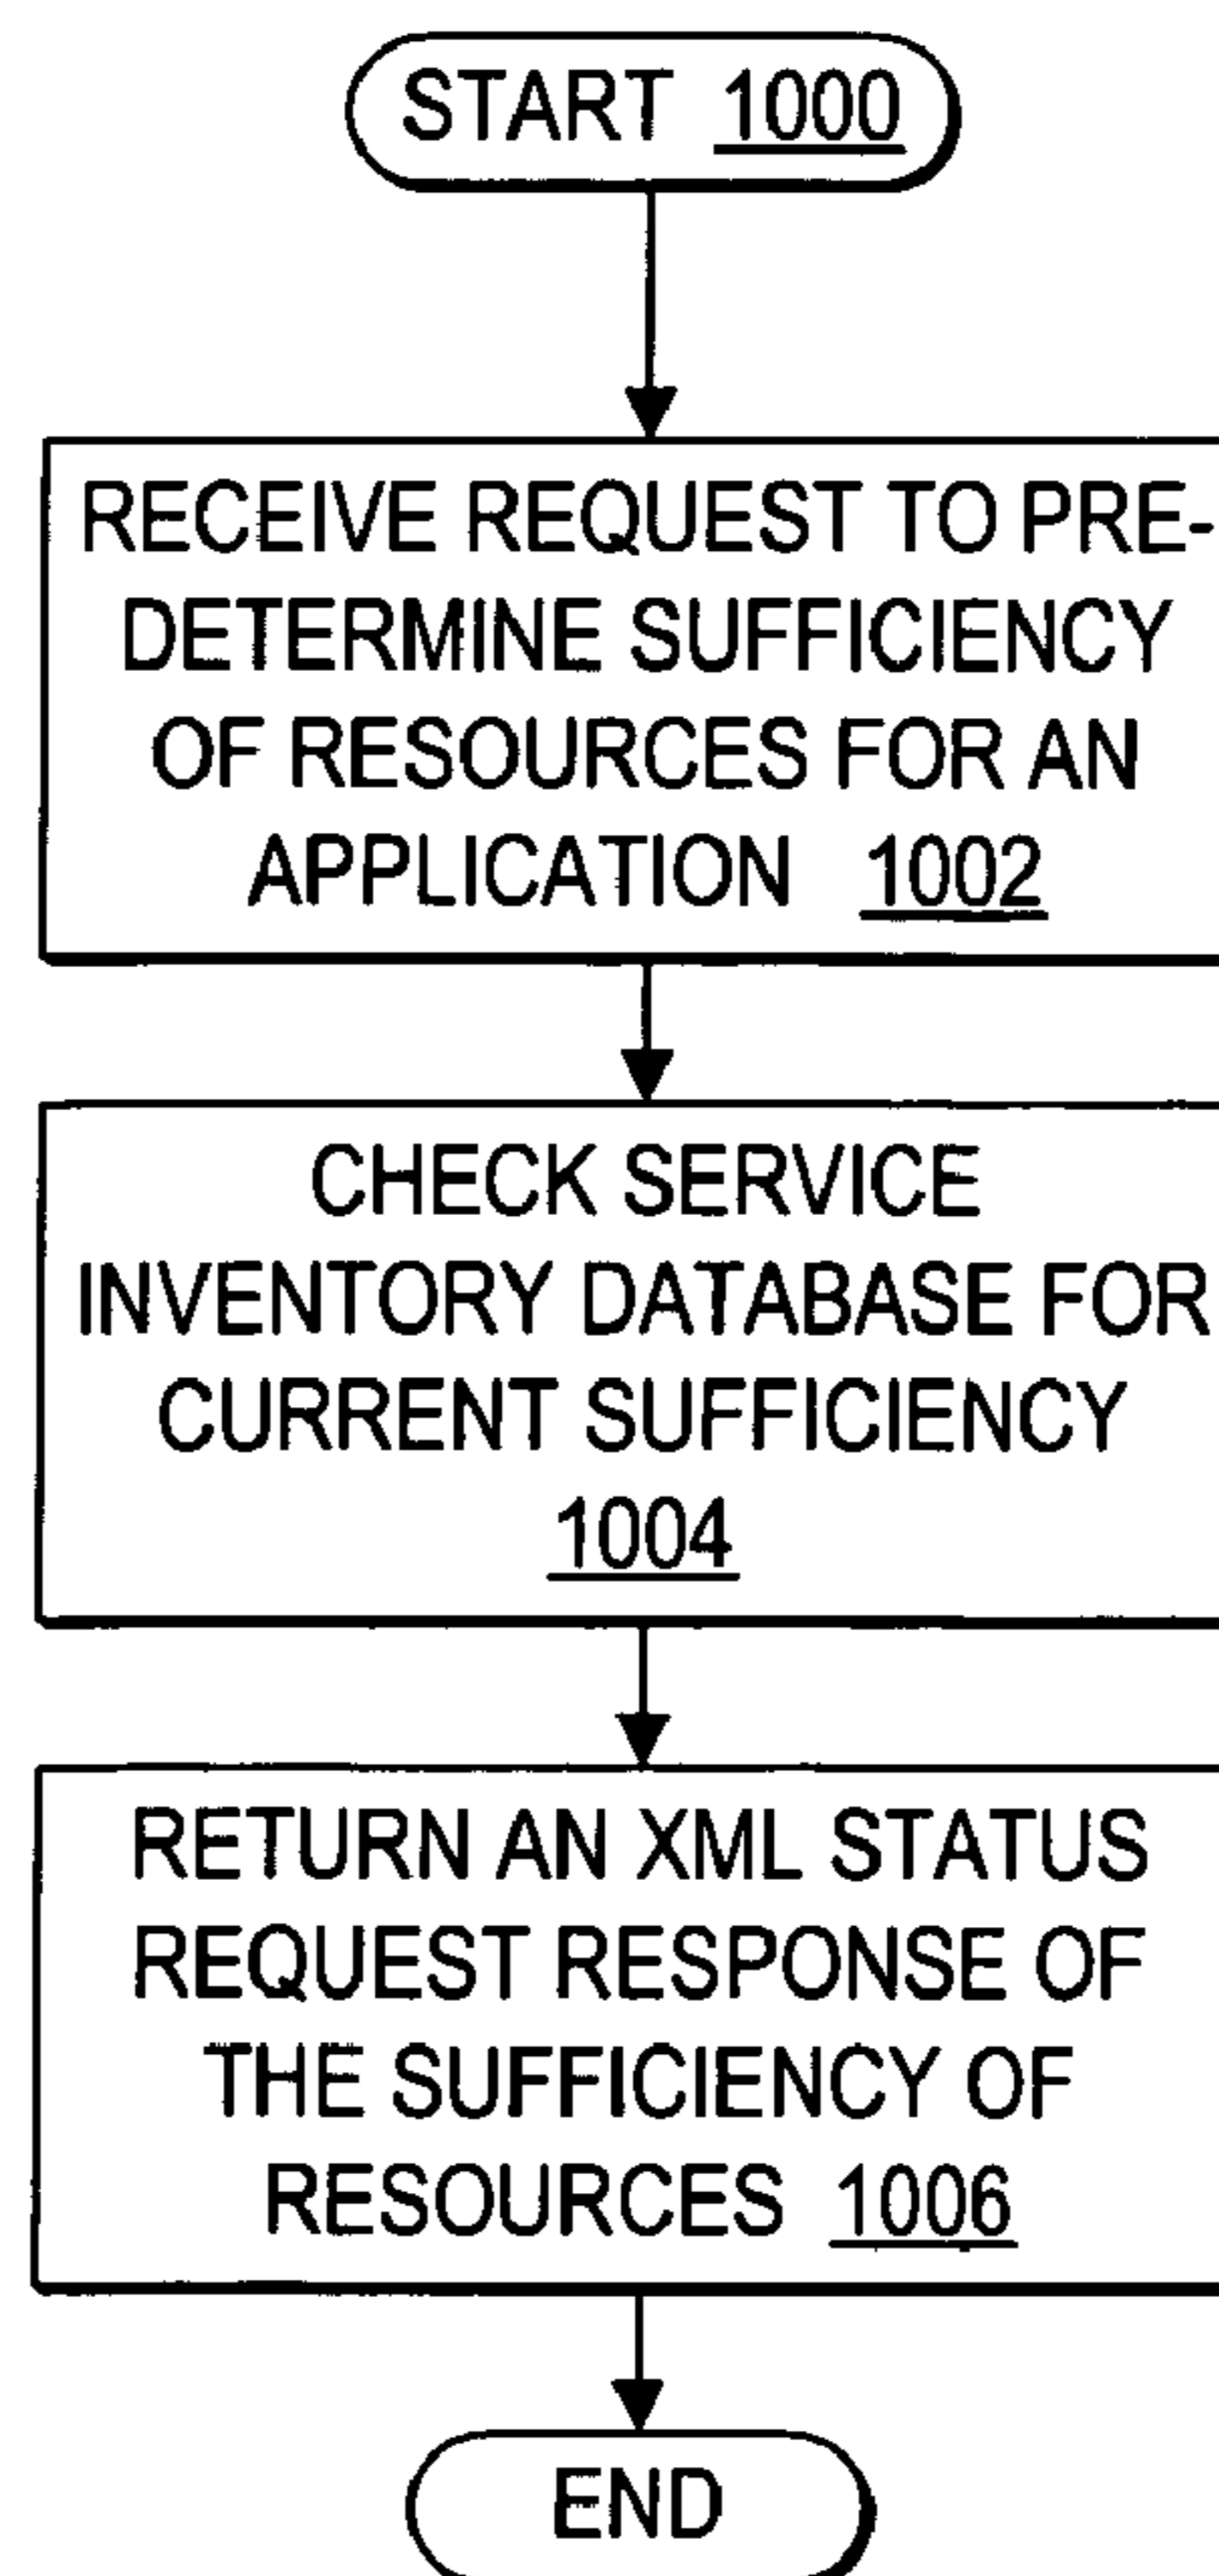 START 1000
RECEIVE REQUEST TO PRE-
DETERMINE SUFFICIENCY
OF RESOURCES FOR AN
APPLICATION 1002
CHECK SERVICE
INVENTORY DATABASE FOR
CURRENT SUFFICIENCY
1004
RETURN AN XML STATUS
REQUEST RESPONSE OF
THE SUFFICIENCY OF
RESOURCES 1006
END